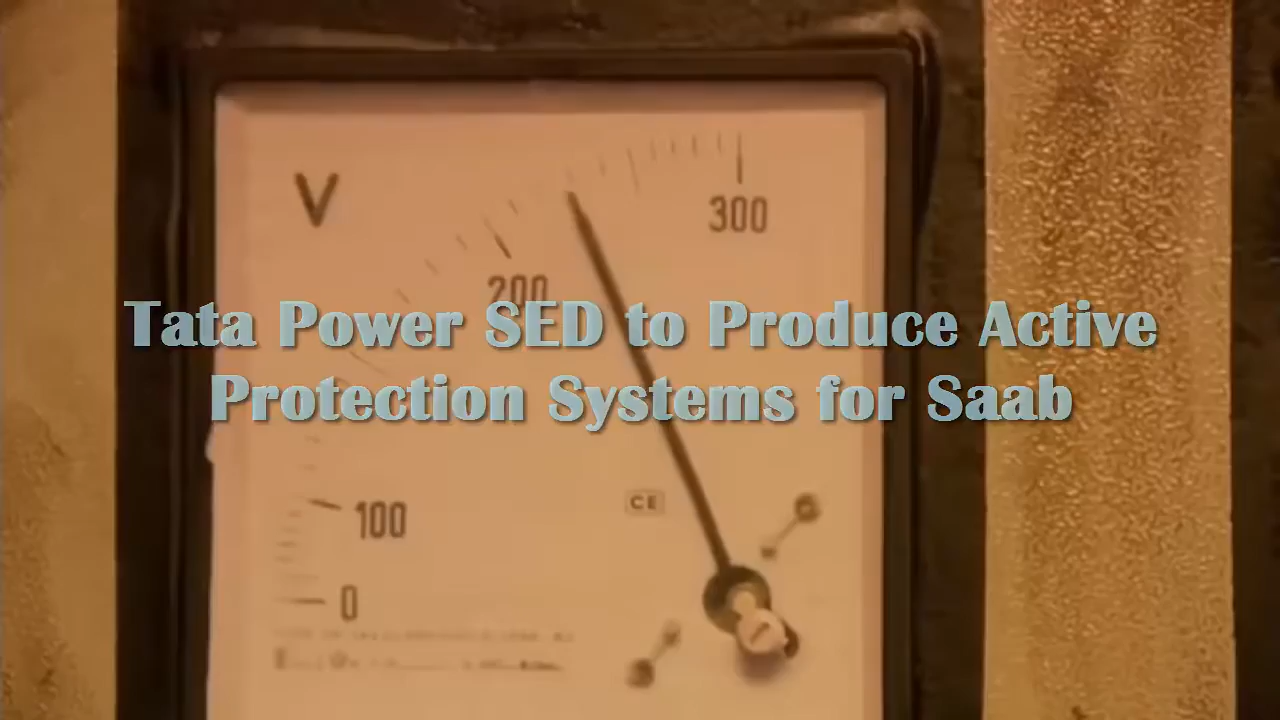 V
300
200
Tata Power SED to Produce Active
Protection Systems for Saab
100
CE
0